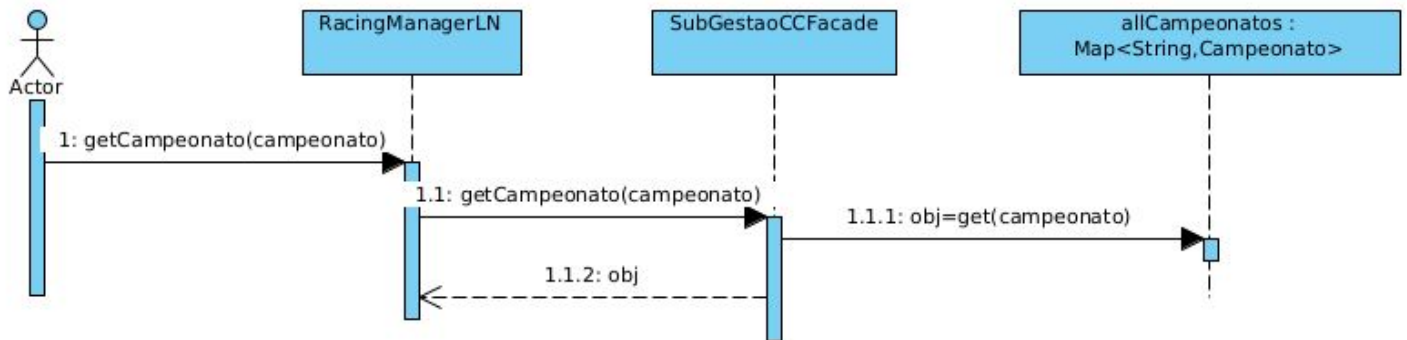 RacingManagerLN
SubGestaoCCFacade
allCampeonatos :
Map<String,Campeonato>
Actor
1: getCampeonato(campeonato)
1.1: getCampeonato(campeonato)
1.1.1: obj=get(campeonato)
1.1.2: obj